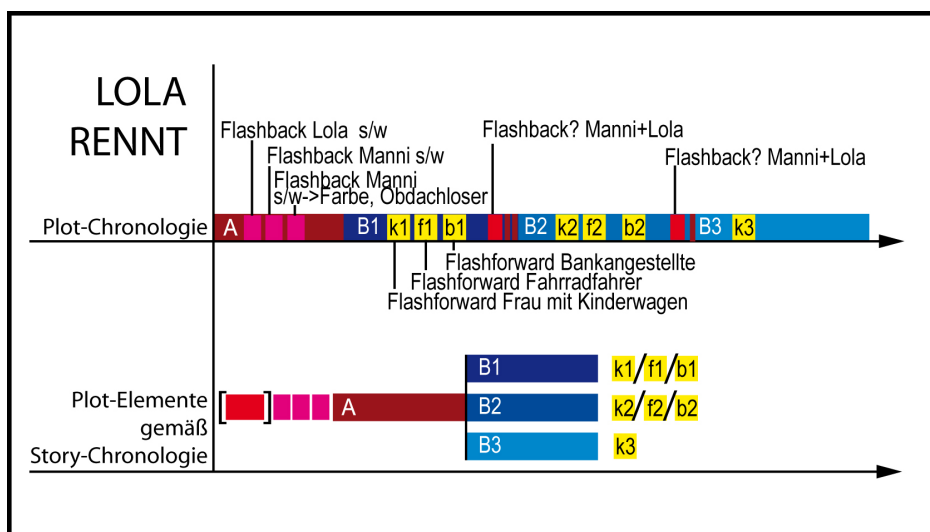 LOLA
RENNT
Flashback Lola s/w
Flashback Manni s/w
Flashback Manni
s/w->Farbe, Obdachloser
Flashback? Manni+Lola
Flashback? Manni+Lola
Plot-Chronologie
A B1 k1 f1 b1 B2 k2 f2 b2 B3 k3
Flashforward Bankangestellte
Flashforward Fahrradfahrer
Flashforward Frau mit Kinderwagen
Plot-Elemente
gemäß
Story-Chronologie
[ ] A
B1 k1/f1/b1
B2 k2/f2/b2
B3 k3